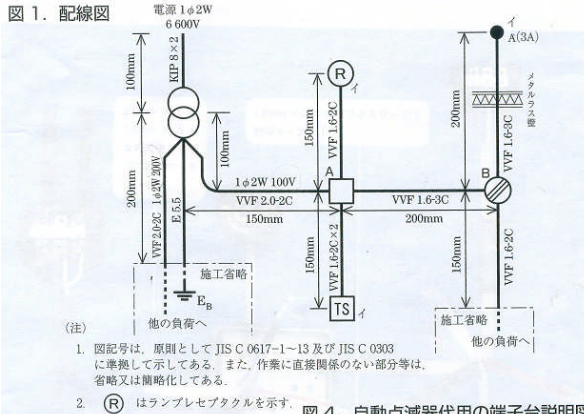 図1. 配線図
電源 1φ2W
6 600V
KIP 8×2
100mm
200mm
100mm
VVF 2.0-2C 1φ2W 200V
E 5.5
1φ2W 100V
VVF 2.0-2C
150mm
施工省略
E_B
他の負荷へ
R
イ
150mm
VVF 1.6-2C
A
VVF 1.6-2C×2
150mm
TS
イ
VVF 1.6-3C
200mm
イ
A(3A)
200mm
メタルラス壁
VVF 1.6-3C
B
150mm
VVF 1.6-2C
施工省略
他の負荷へ
(注)
1. 図記号は, 原則として JIS C 0617-1~13 及び JIS C 0303
に準拠して示してある. また, 作業に直接関係のない部分等は,
省略又は簡略化してある.
2. R はランプレセプタクルを示す.
図4. 自動点滅器代用の端子台説明図